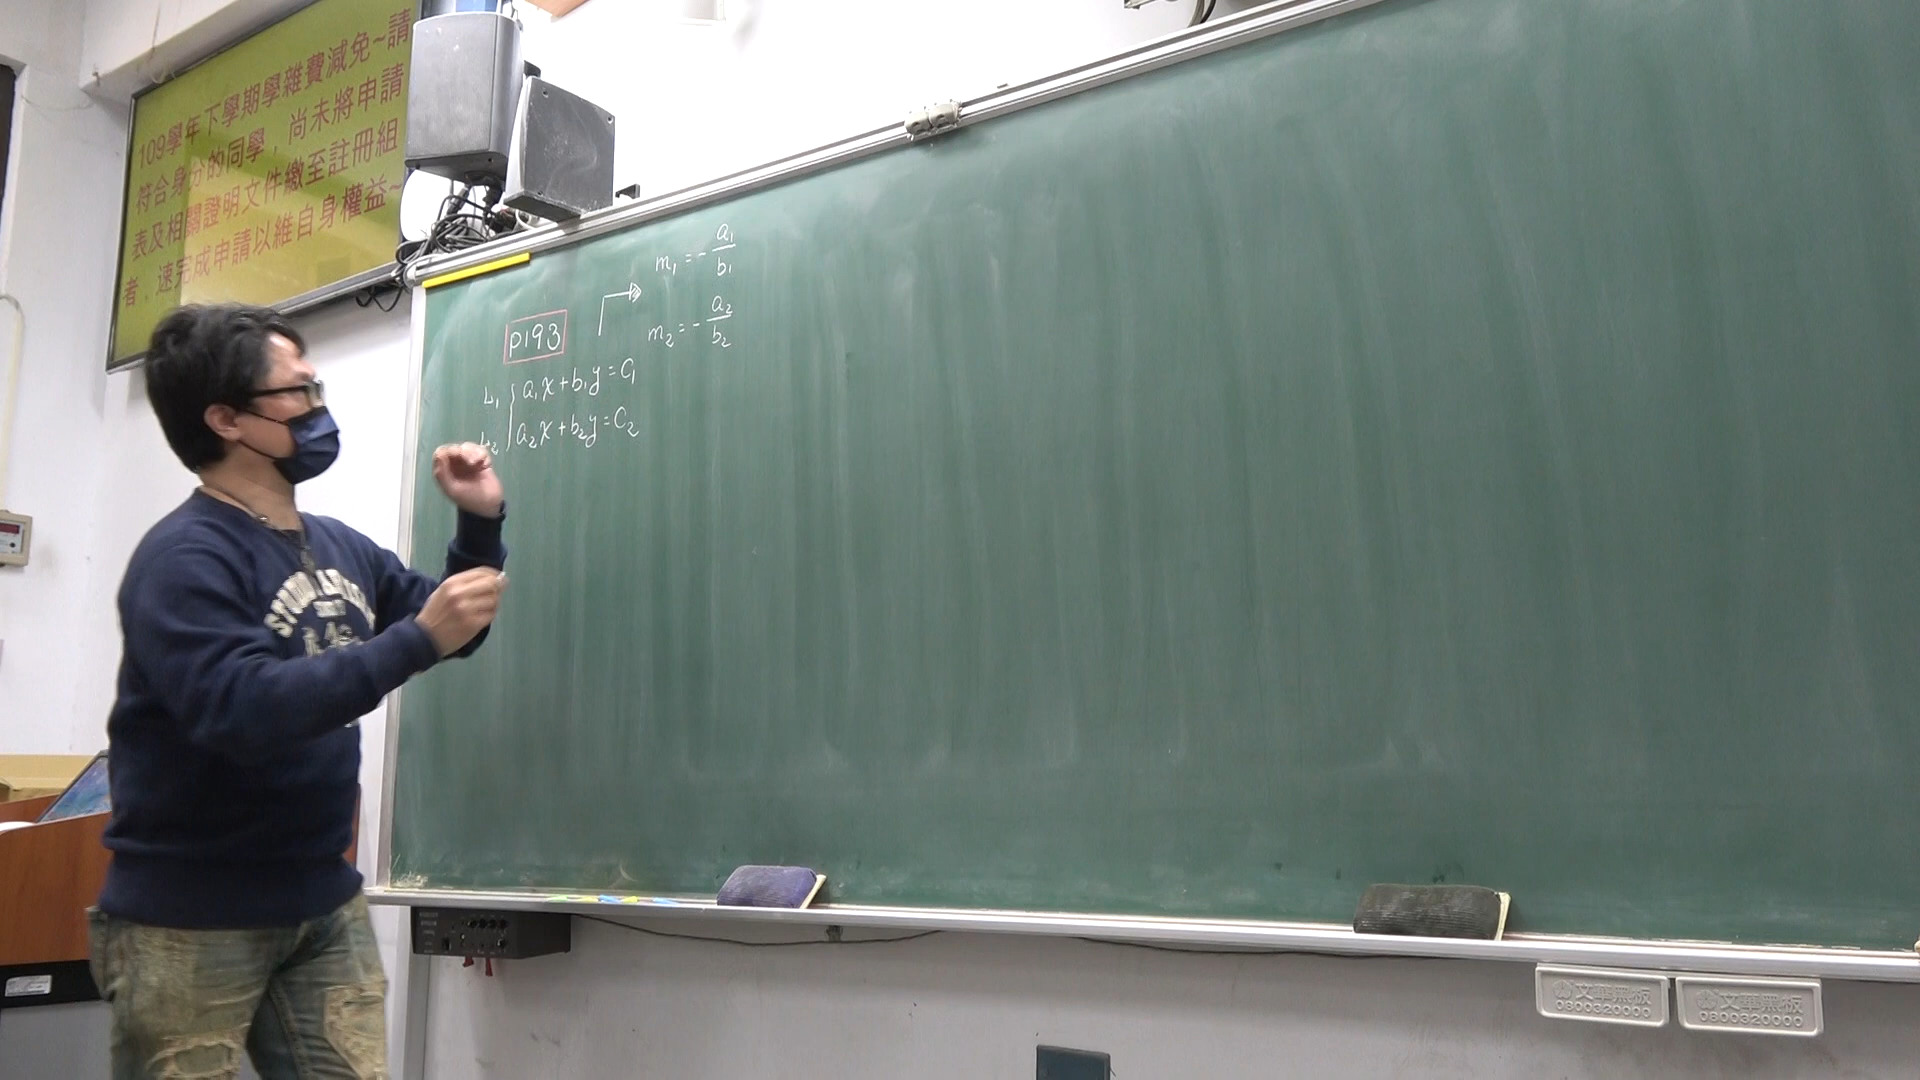 109學年下學期學雜費減免~請
符合身分的同學，尚未將申請
表及相關證明文件繳至註冊組
者，速完成申請以維自身權益~
m₁ = - a₁/b₁
m₂ = - a₂/b₂
P193
L₁ { a₁x + b₁y = C₁
L₂ { a₂x + b₂y = C₂
文華黑板
0800320000
文華黑板
0800320000